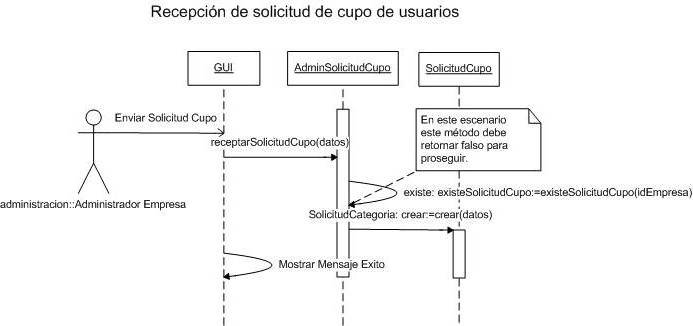 Recepción de solicitud de cupo de usuarios
GUI
AdminSolicitudCupo
SolicitudCupo
Enviar Solicitud Cupo
En este escenario
este método debe
retornar falso para
proseguir.
receptarSolicitudCupo(datos)
existe: existeSolicitudCupo:=existeSolicitudCupo(idEmpresa)
administracion::Administrador Empresa
SolicitudCategoria: crear:=crear(datos)
Mostrar Mensaje Exito